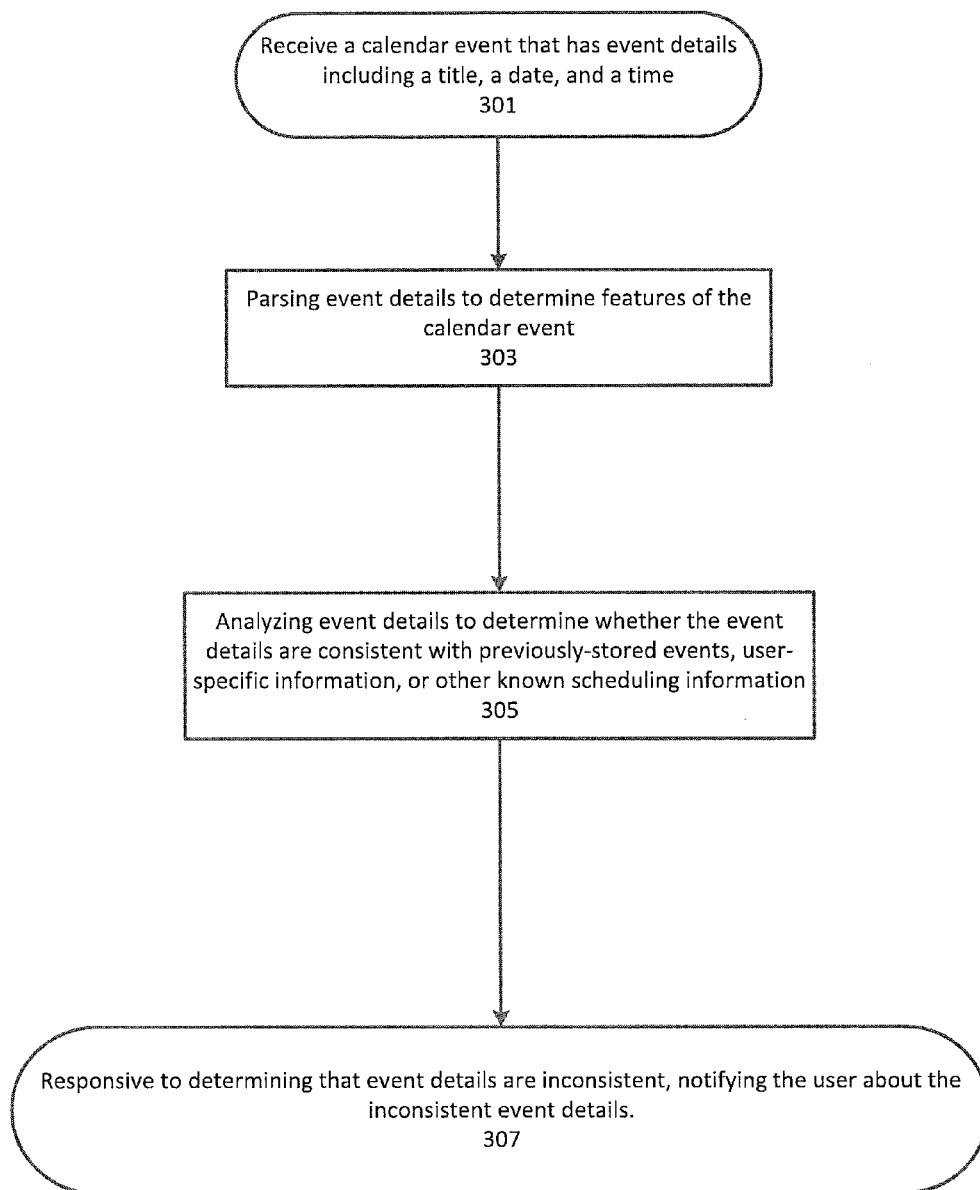 Receive a calendar event that has event details
including a title, a date, and a time
301
Parsing event details to determine features of the
calendar event
303
Analyzing event details to determine whether the event
details are consistent with previously-stored events, user-
specific information, or other known scheduling information
305
Responsive to determining that event details are inconsistent, notifying the user about the
inconsistent event details.
307